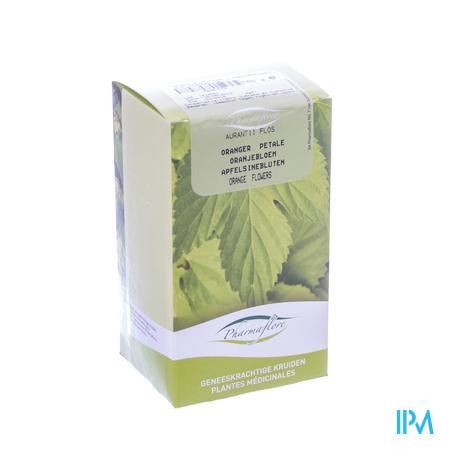 Pharmaflore
AURANTII FLOS
ORANGER PETALE
ORANJEBLOEM
APFELSINEBLUTEN
ORANGE FLOWERS
Pharmaflore
GENEESKRACHTIGE KRUIDEN
PLANTES MÉDICINALES
IPM